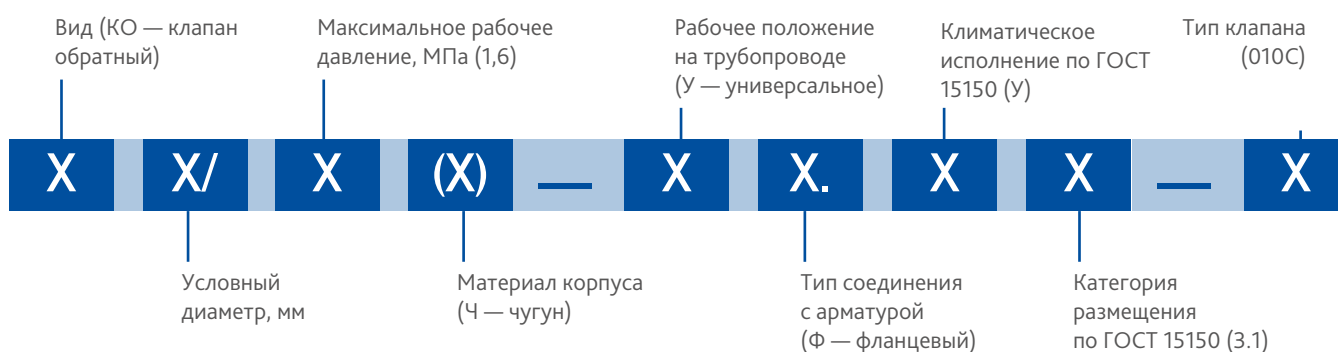 Вид (КО — клапан
обратный)
Максимальное рабочее
давление, МПа (1,6)
Рабочее положение
на трубопроводе
(У — универсальное)
Климатическое
исполнение по ГОСТ
15150 (У)
Тип клапана
(010С)
X X/ X (X) — X X. X X — X
Условный
диаметр, мм
Материал корпуса
(Ч — чугун)
Тип соединения
с арматурой
(Ф — фланцевый)
Категория
размещения
по ГОСТ 15150 (3.1)